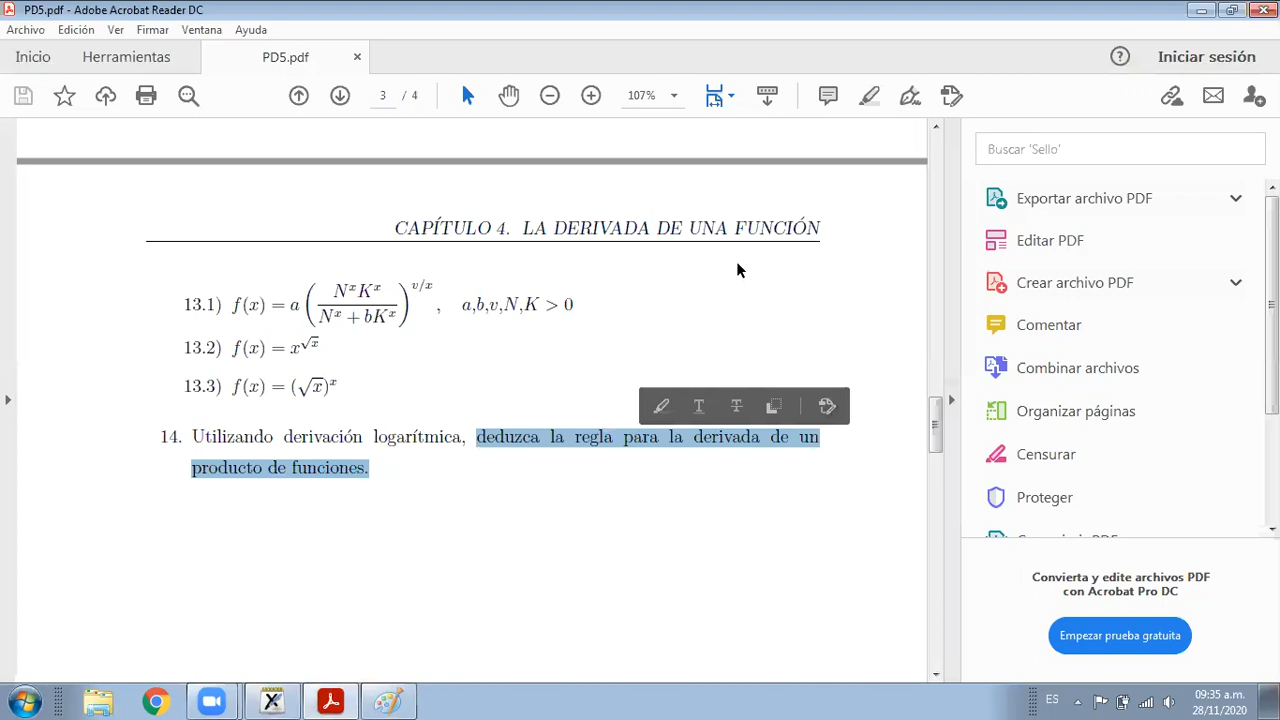 PD5.pdf - Adobe Acrobat Reader DC
Archivo Edición Ver Firmar Ventana Ayuda
Inicio Herramientas PD5.pdf × Iniciar sesión
3 / 4 107%
Buscar 'Sello'
Exportar archivo PDF
Editar PDF
Crear archivo PDF
Comentar
Combinar archivos
Organizar páginas
Censurar
Proteger
Convierta y edite archivos PDF
con Acrobat Pro DC
Empezar prueba gratuita
CAPÍTULO 4. LA DERIVADA DE UNA FUNCIÓN
13.1) f(x) = a (N^x K^x / (N^x + bK^x))^{v/x}, a,b,v,N,K > 0
13.2) f(x) = x^{√x}
13.3) f(x) = (√x)^x
14. Utilizando derivación logarítmica, deduzca la regla para la derivada de un
producto de funciones.
ES 09:35 a.m.
28/11/2020